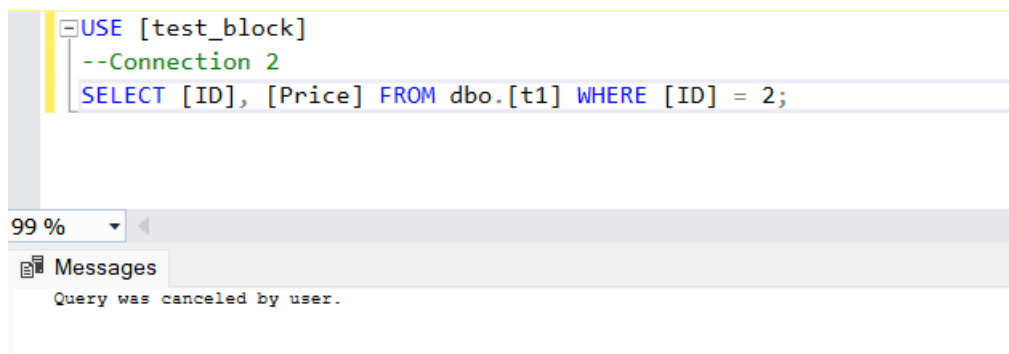 USE [test_block]
--Connection 2
SELECT [ID], [Price] FROM dbo.[t1] WHERE [ID] = 2;
99 %
Messages
Query was canceled by user.